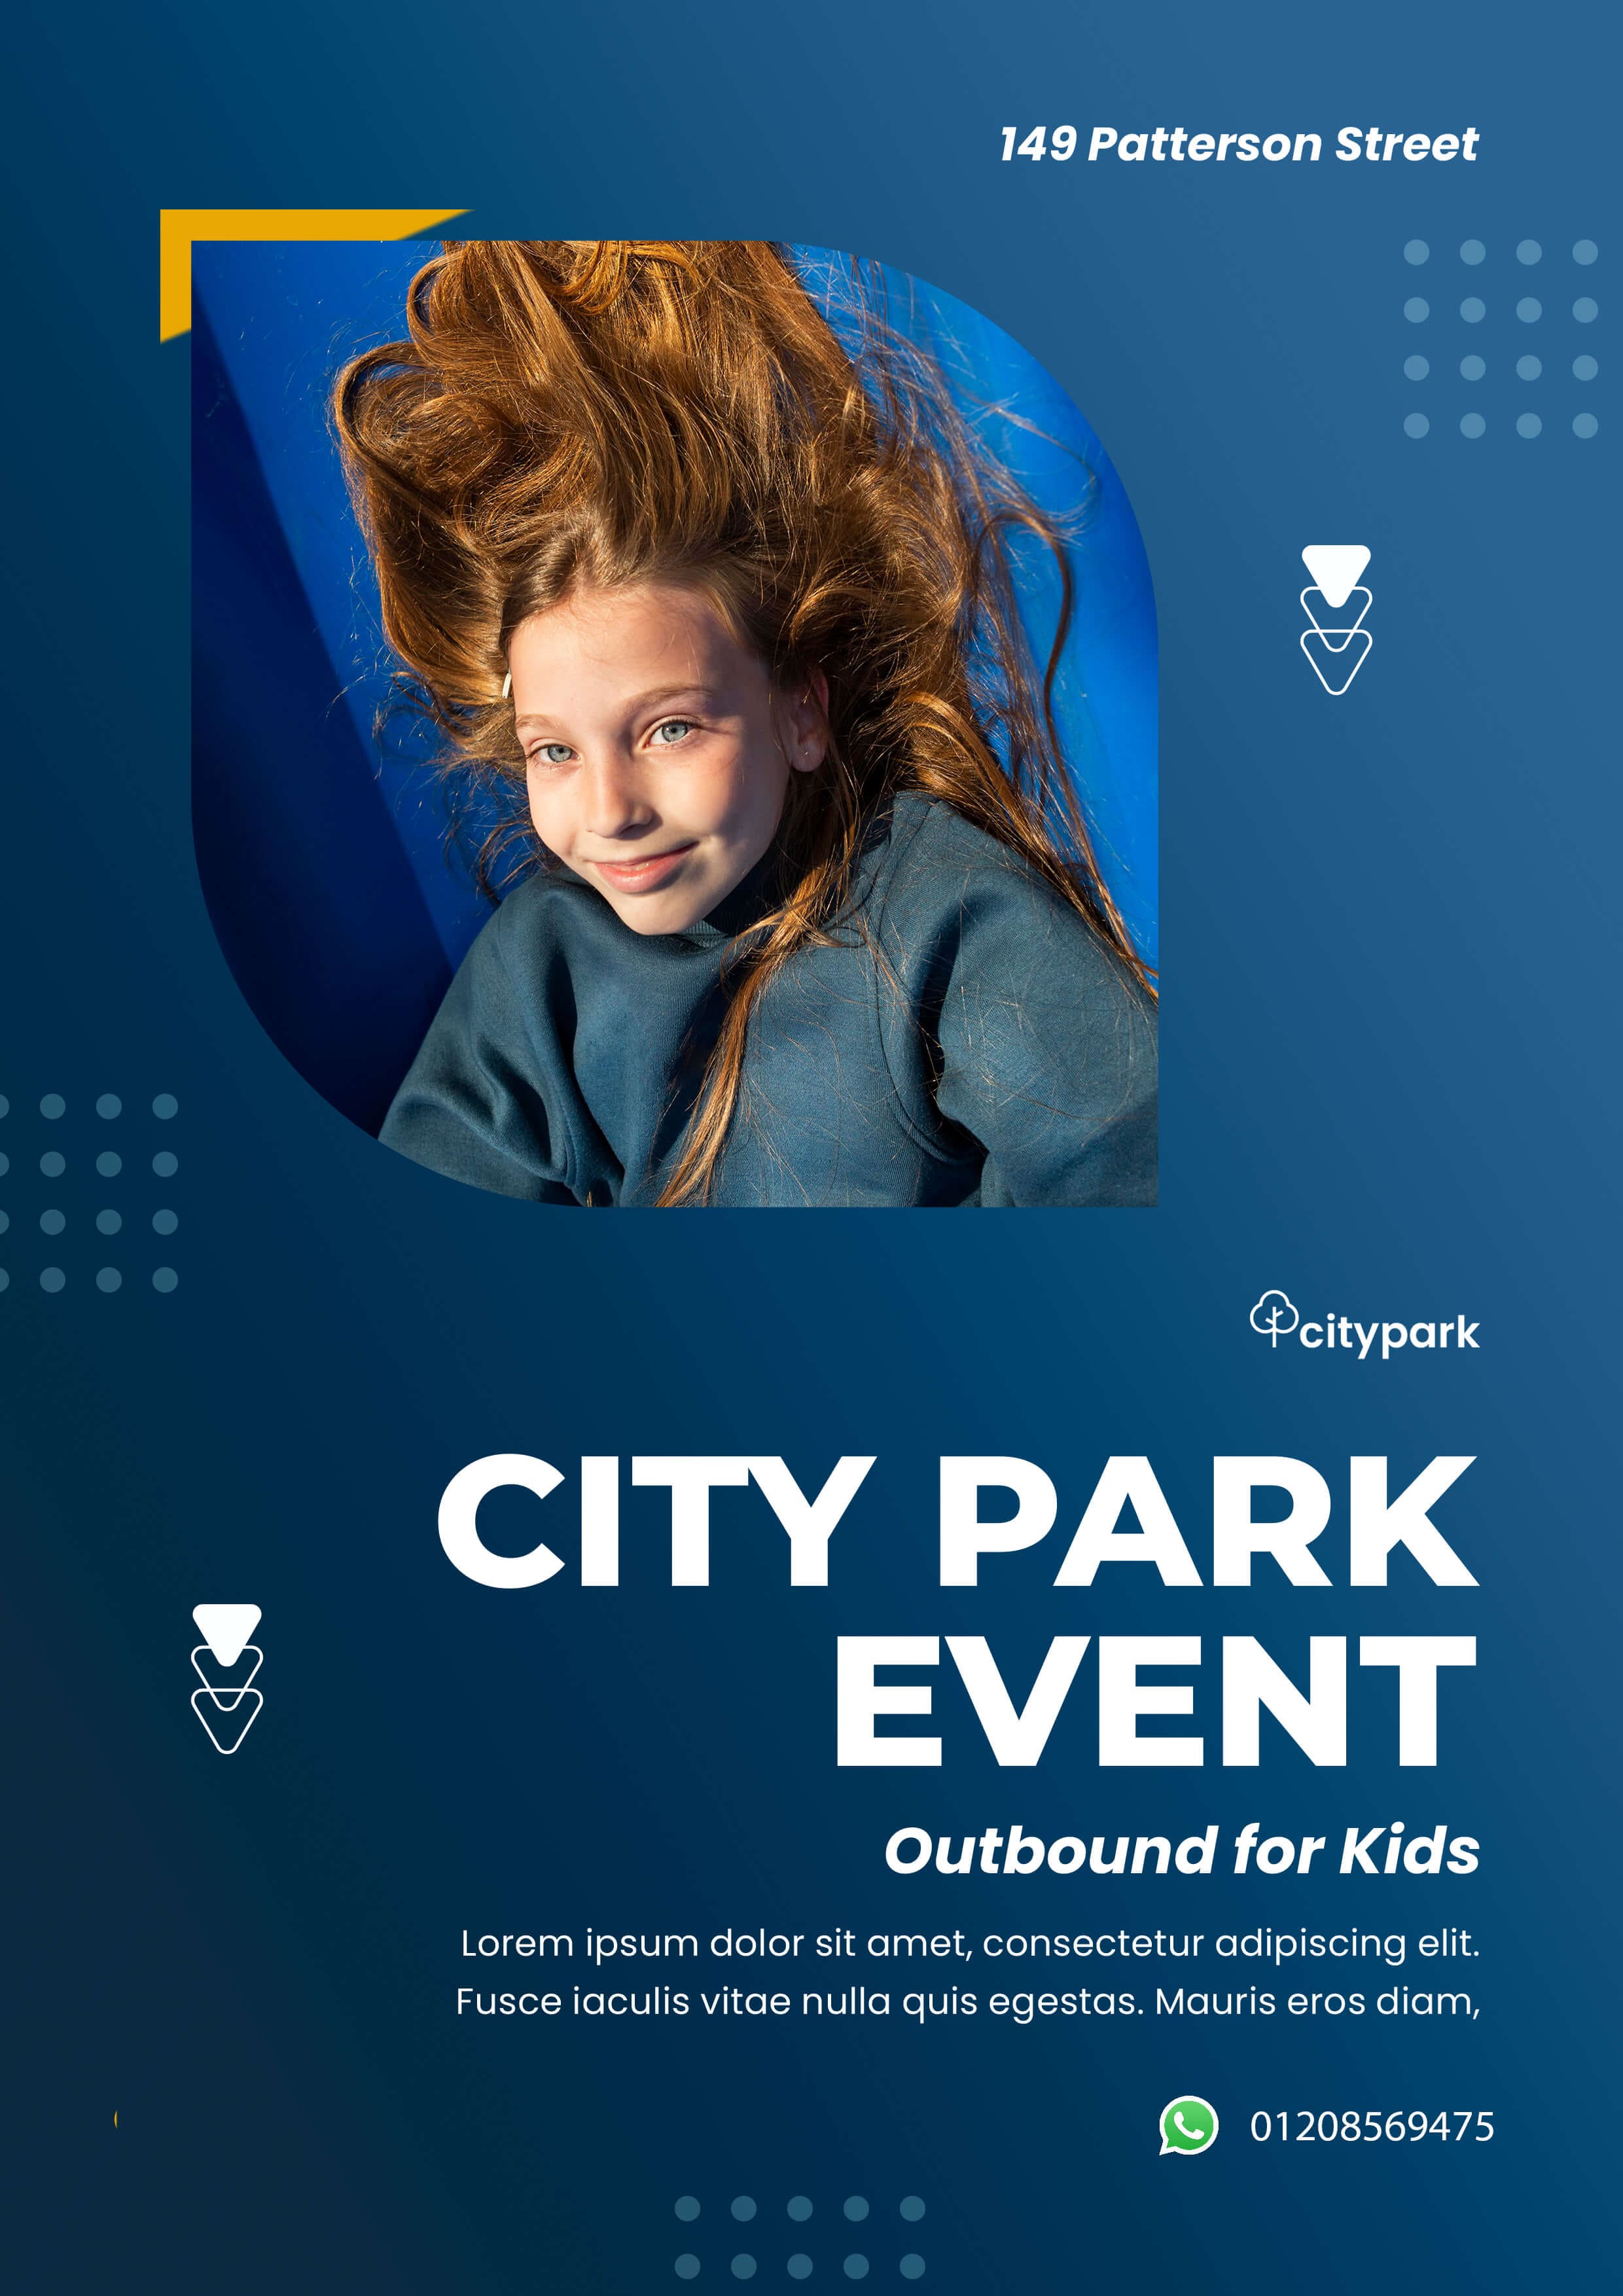 149 Patterson Street
citypark
CITY PARK
EVENT
Outbound for Kids
Lorem ipsum dolor sit amet, consectetur adipiscing elit.
Fusce iaculis vitae nulla quis egestas. Mauris eros diam,
01208569475